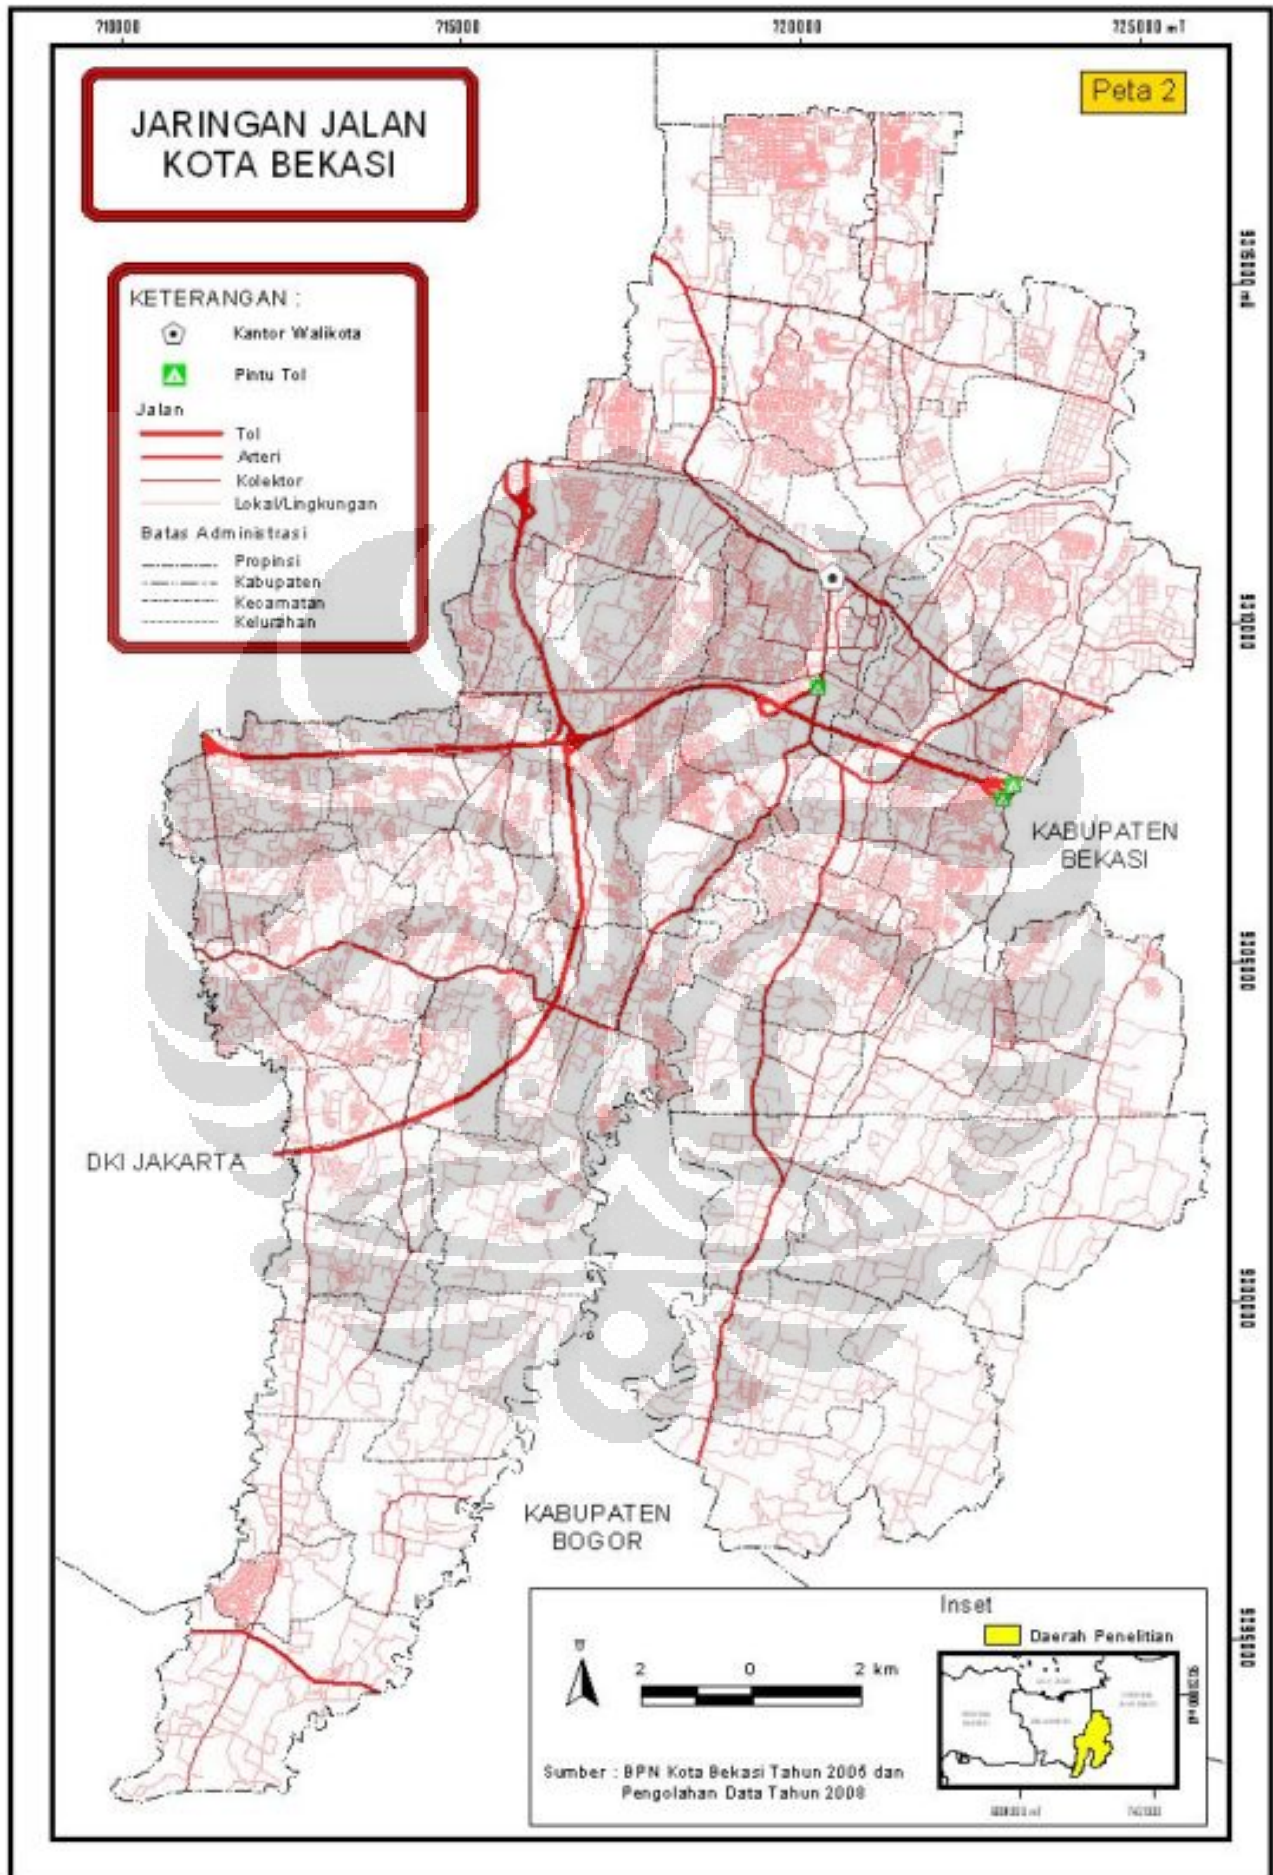 710000 715000 720000 725000 mT
JARINGAN JALAN
KOTA BEKASI
Peta 2
KETERANGAN :
Kantor Walikota
Pintu Tol
Jalan
Tol
Arteri
Kolektor
Lokal/Lingkungan
Batas Administrasi
Propinsi
Kabupaten
Kecamatan
Kelurahan
KABUPATEN
BEKASI
DKI JAKARTA
KABUPATEN
BOGOR
Inset
Daerah Penelitian
2 0 2 km
Sumber : BPN Kota Bekasi Tahun 2006 dan
Pengolahan Data Tahun 2008